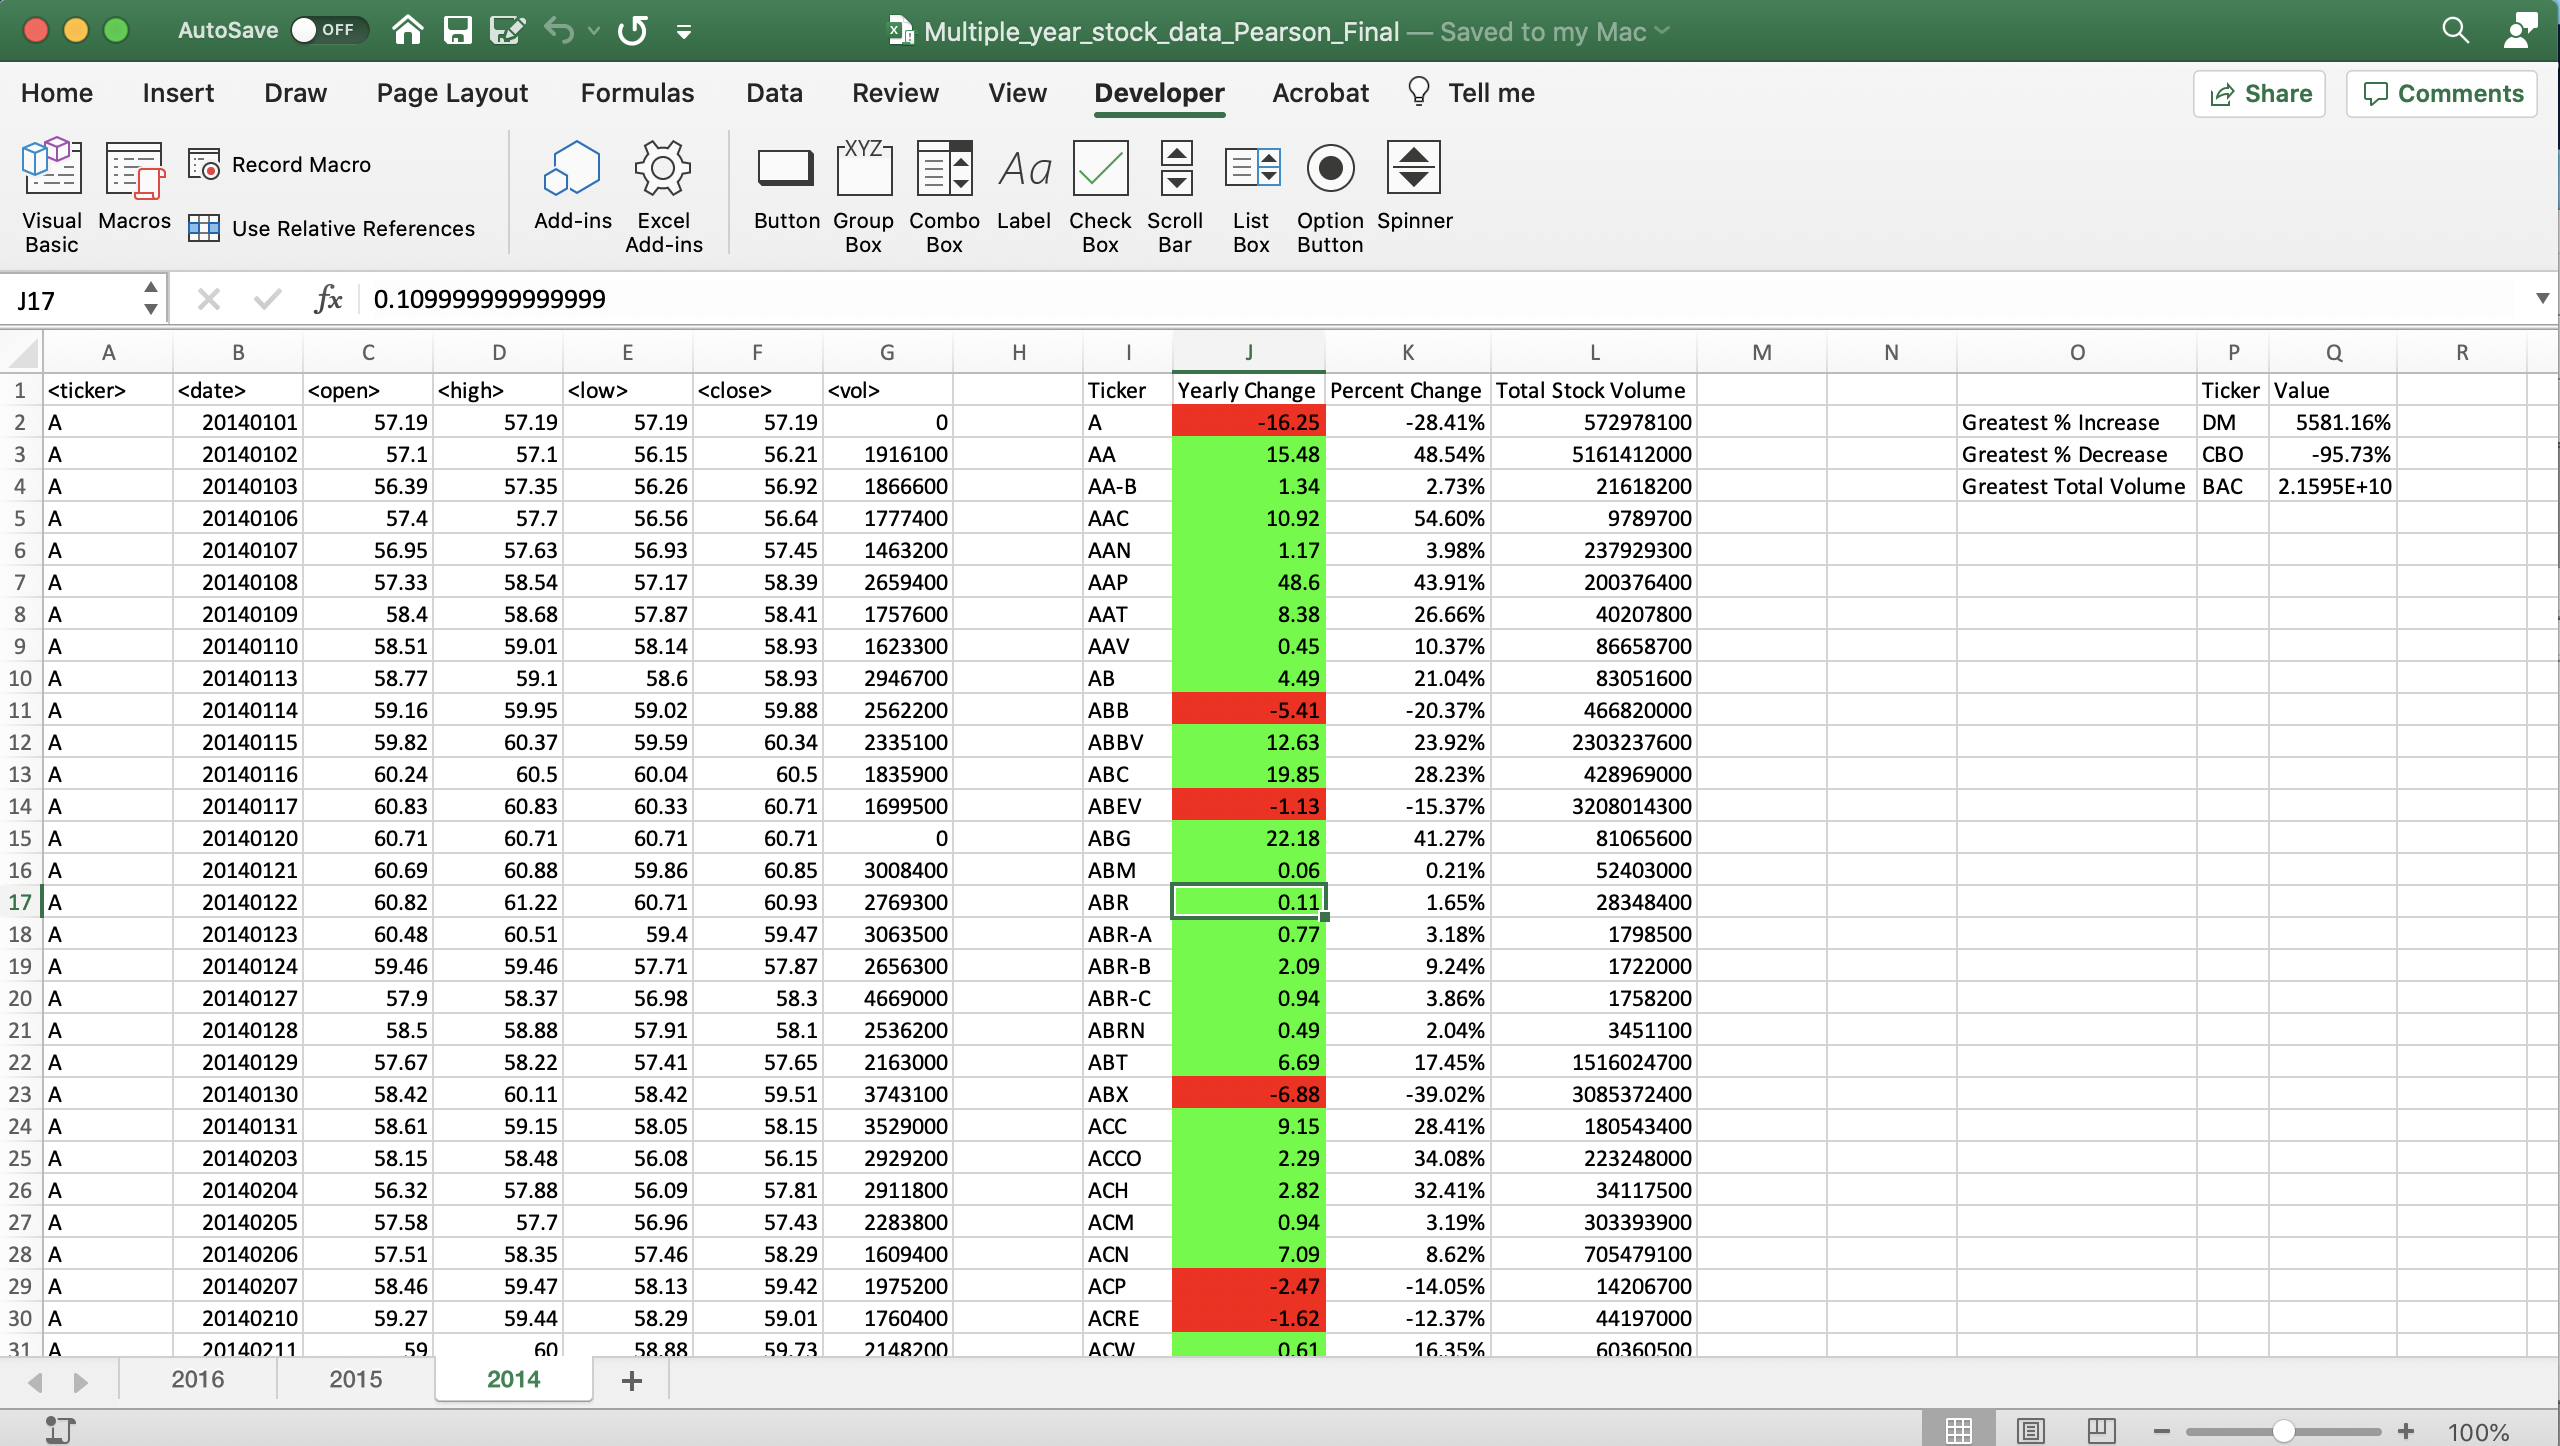 AutoSave OFF Multiple_year_stock_data_Pearson_Final — Saved to my Mac
Home Insert Draw Page Layout Formulas Data Review View Developer Acrobat Tell me Share Comments
Visual Basic Macros Record Macro Use Relative References Add-ins Excel Add-ins Button XYZ Group Box Combo Box Aa Label Check Box Scroll Bar List Box Option Button Spinner
J17 fx 0.109999999999999
A B C D E F G H I J K L M N O P Q R
1 <ticker> <date> <open> <high> <low> <close> <vol> Ticker Yearly Change Percent Change Total Stock Volume Ticker Value
2 A 20140101 57.19 57.19 57.19 57.19 0 A -16.25 -28.41% 572978100 Greatest % Increase DM 5581.16%
3 A 20140102 57.1 57.1 56.15 56.21 1916100 AA 15.48 48.54% 5161412000 Greatest % Decrease CBO -95.73%
4 A 20140103 56.39 57.35 56.26 56.92 1866600 AA-B 1.34 2.73% 21618200 Greatest Total Volume BAC 2.1595E+10
5 A 20140106 57.4 57.7 56.56 56.64 1777400 AAC 10.92 54.60% 9789700
6 A 20140107 56.95 57.63 56.93 57.45 1463200 AAN 1.17 3.98% 237929300
7 A 20140108 57.33 58.54 57.17 58.39 2659400 AAP 48.6 43.91% 200376400
8 A 20140109 58.4 58.68 57.87 58.41 1757600 AAT 8.38 26.66% 40207800
9 A 20140110 58.51 59.01 58.14 58.93 1623300 AAV 0.45 10.37% 86658700
10 A 20140113 58.77 59.1 58.6 58.93 2946700 AB 4.49 21.04% 83051600
11 A 20140114 59.16 59.95 59.02 59.88 2562200 ABB -5.41 -20.37% 466820000
12 A 20140115 59.82 60.37 59.59 60.34 2335100 ABBV 12.63 23.92% 2303237600
13 A 20140116 60.24 60.5 60.04 60.5 1835900 ABC 19.85 28.23% 428969000
14 A 20140117 60.83 60.83 60.33 60.71 1699500 ABEV -1.13 -15.37% 3208014300
15 A 20140120 60.71 60.71 60.71 60.71 0 ABG 22.18 41.27% 81065600
16 A 20140121 60.69 60.88 59.86 60.85 3008400 ABM 0.06 0.21% 52403000
17 A 20140122 60.82 61.22 60.71 60.93 2769300 ABR 0.11 1.65% 28348400
18 A 20140123 60.48 60.51 59.4 59.47 3063500 ABR-A 0.77 3.18% 1798500
19 A 20140124 59.46 59.46 57.71 57.87 2656300 ABR-B 2.09 9.24% 1722000
20 A 20140127 57.9 58.37 56.98 58.3 4669000 ABR-C 0.94 3.86% 1758200
21 A 20140128 58.5 58.88 57.91 58.1 2536200 ABRN 0.49 2.04% 3451100
22 A 20140129 57.67 58.22 57.41 57.65 2163000 ABT 6.69 17.45% 1516024700
23 A 20140130 58.42 60.11 58.42 59.51 3743100 ABX -6.88 -39.02% 3085372400
24 A 20140131 58.61 59.15 58.05 58.15 3529000 ACC 9.15 28.41% 180543400
25 A 20140203 58.15 58.48 56.08 56.15 2929200 ACCO 2.29 34.08% 223248000
26 A 20140204 56.32 57.88 56.09 57.81 2911800 ACH 2.82 32.41% 34117500
27 A 20140205 57.58 57.7 56.96 57.43 2283800 ACM 0.94 3.19% 303393900
28 A 20140206 57.51 58.35 57.46 58.29 1609400 ACN 7.09 8.62% 705479100
29 A 20140207 58.46 59.47 58.13 59.42 1975200 ACP -2.47 -14.05% 14206700
30 A 20140210 59.27 59.44 58.29 59.01 1760400 ACRE -1.62 -12.37% 44197000
31 A 20140211 59 60 58.88 59.73 2148200 ACW 0.61 16.35% 60360500
2016 2015 2014 +
100%